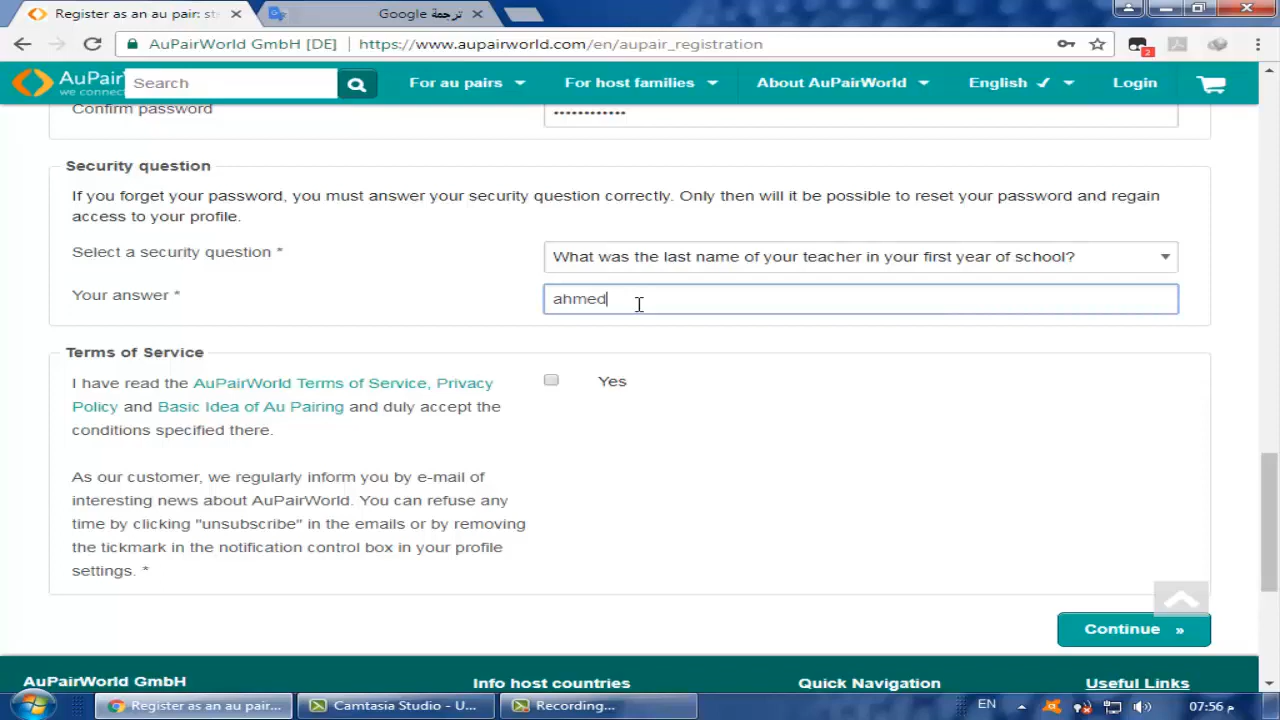 Register as an au pair: st
ترجمة Google
AuPairWorld GmbH [DE]
https://www.aupairworld.com/en/aupair_registration
2
AuPair
we connect
Search
For au pairs
For host families
About AuPairWorld
English
Login
Confirm password
••••••••••••
Security question
If you forget your password, you must answer your security question correctly. Only then will it be possible to reset your password and regain
access to your profile.
Select a security question *
What was the last name of your teacher in your first year of school?
Your answer *
ahmed
Terms of Service
I have read the AuPairWorld Terms of Service, Privacy
Policy and Basic Idea of Au Pairing and duly accept the
conditions specified there.
Yes
As our customer, we regularly inform you by e-mail of
interesting news about AuPairWorld. You can refuse any
time by clicking "unsubscribe" in the emails or by removing
the tickmark in the notification control box in your profile
settings. *
Continue »
AuPairWorld GmbH
Info host countries
Quick Navigation
Useful Links
Register as an au pair...
Camtasia Studio - U...
Recording...
EN
07:56 م